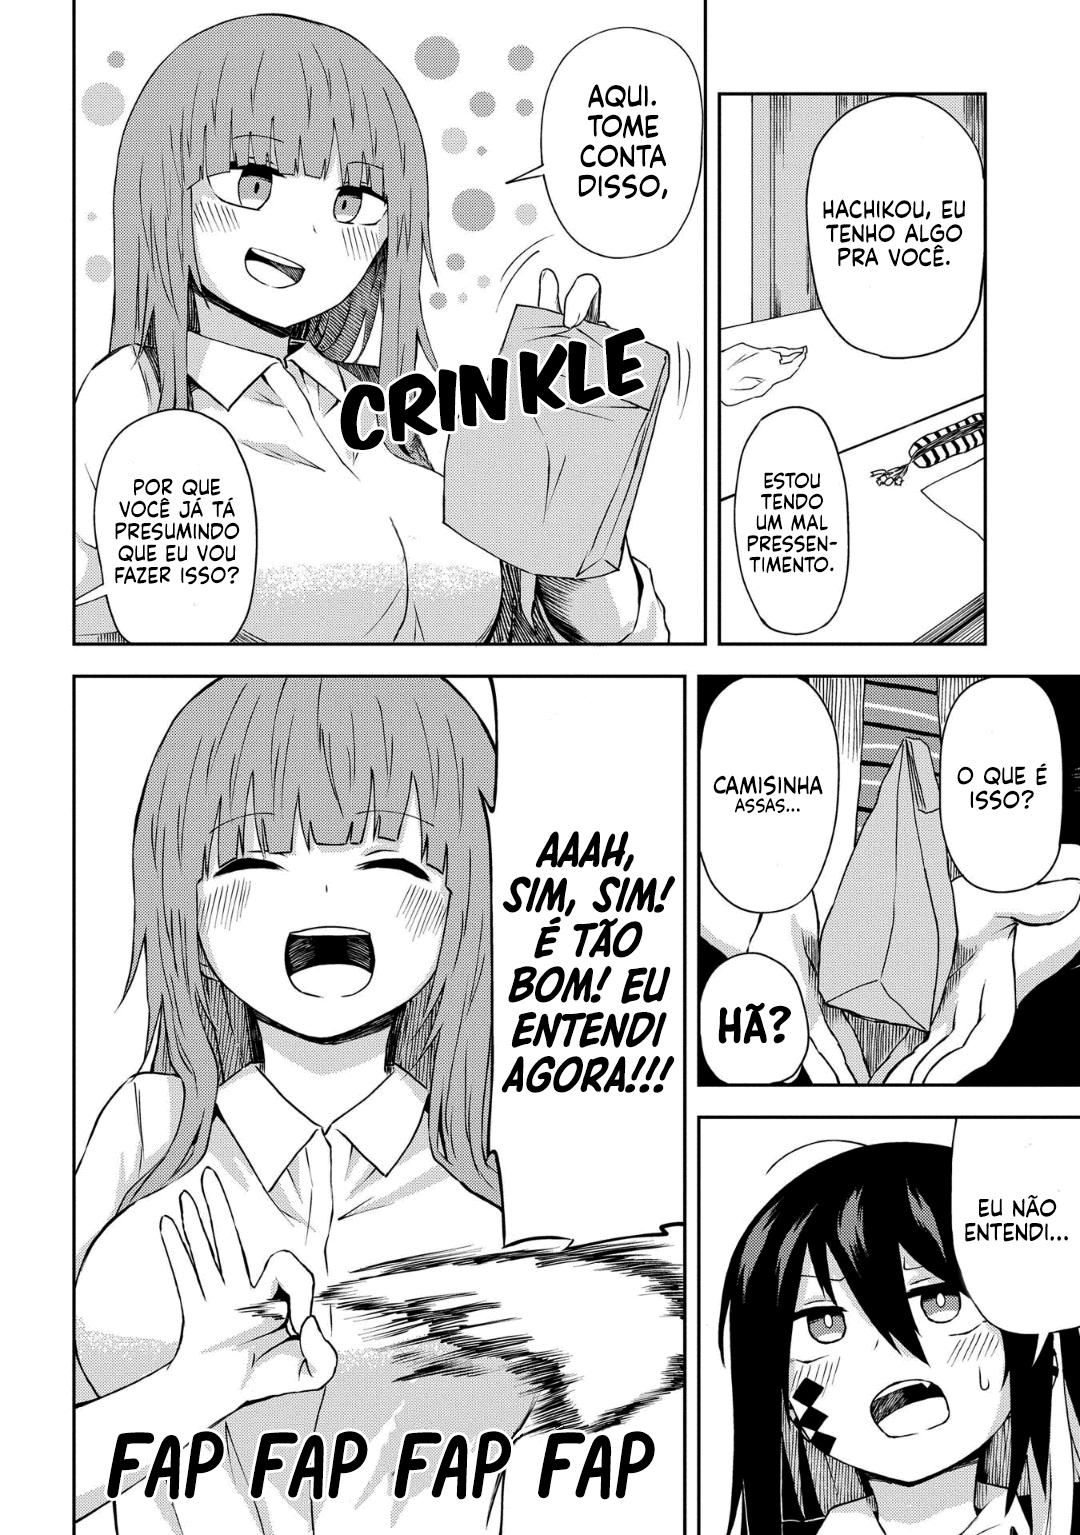 HACHIKOU, EU
TENHO ALGO
PRA VOCÊ.
ESTOU
TENDO
UM MAL
PRESSEN-
TIMENTO.
AQUI.
TOME
CONTA
DISSO,
CRINKLE
POR QUE
VOCÊ JÁ TÁ
PRESUMINDO
QUE EU VOU
FAZER ISSO?
O QUE É
ISSO?
CAMISINHA
ASSAS...
HÃ?
EU NÃO
ENTENDI...
AAAH,
SIM, SIM!
É TÃO
BOM! EU
ENTENDI
AGORA!!!
FAP FAP FAP FAP